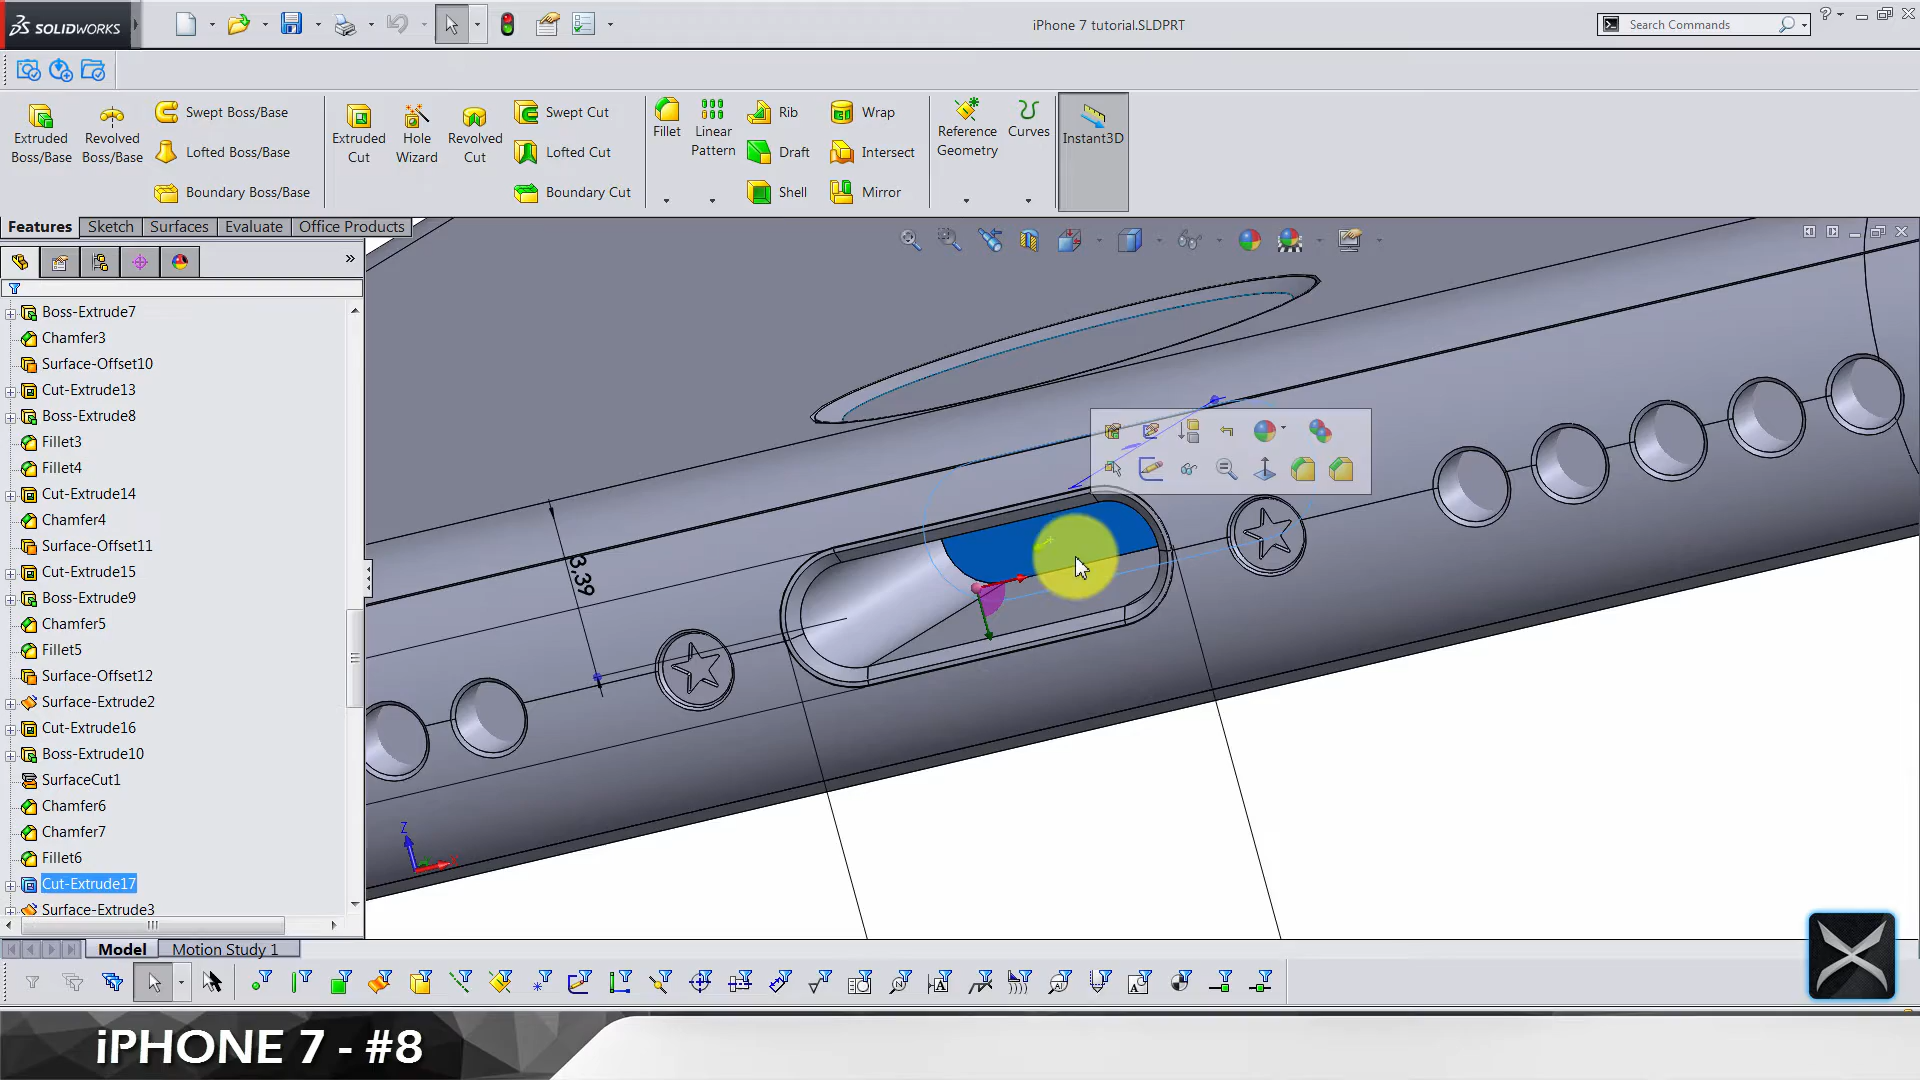 SOLIDWORKS
iPhone 7 tutorial.SLDPRT
Search Commands
?
Extruded
Boss/Base
Revolved
Boss/Base
Swept Boss/Base
Lofted Boss/Base
Boundary Boss/Base
Extruded
Cut
Hole
Wizard
Revolved
Cut
Swept Cut
Lofted Cut
Boundary Cut
Fillet
Linear
Pattern
Rib
Draft
Shell
Wrap
Intersect
Mirror
Reference
Geometry
Curves
Instant3D
Features
Sketch
Surfaces
Evaluate
Office Products
»
Boss-Extrude7
Chamfer3
Surface-Offset10
Cut-Extrude13
Boss-Extrude8
Fillet3
Fillet4
Cut-Extrude14
Chamfer4
Surface-Offset11
Cut-Extrude15
Boss-Extrude9
Chamfer5
Fillet5
Surface-Offset12
Surface-Extrude2
Cut-Extrude16
Boss-Extrude10
SurfaceCut1
Chamfer6
Chamfer7
Fillet6
Cut-Extrude17
Surface-Extrude3
3,39
Z
X
Model
Motion Study 1
iPHONE 7 - #8